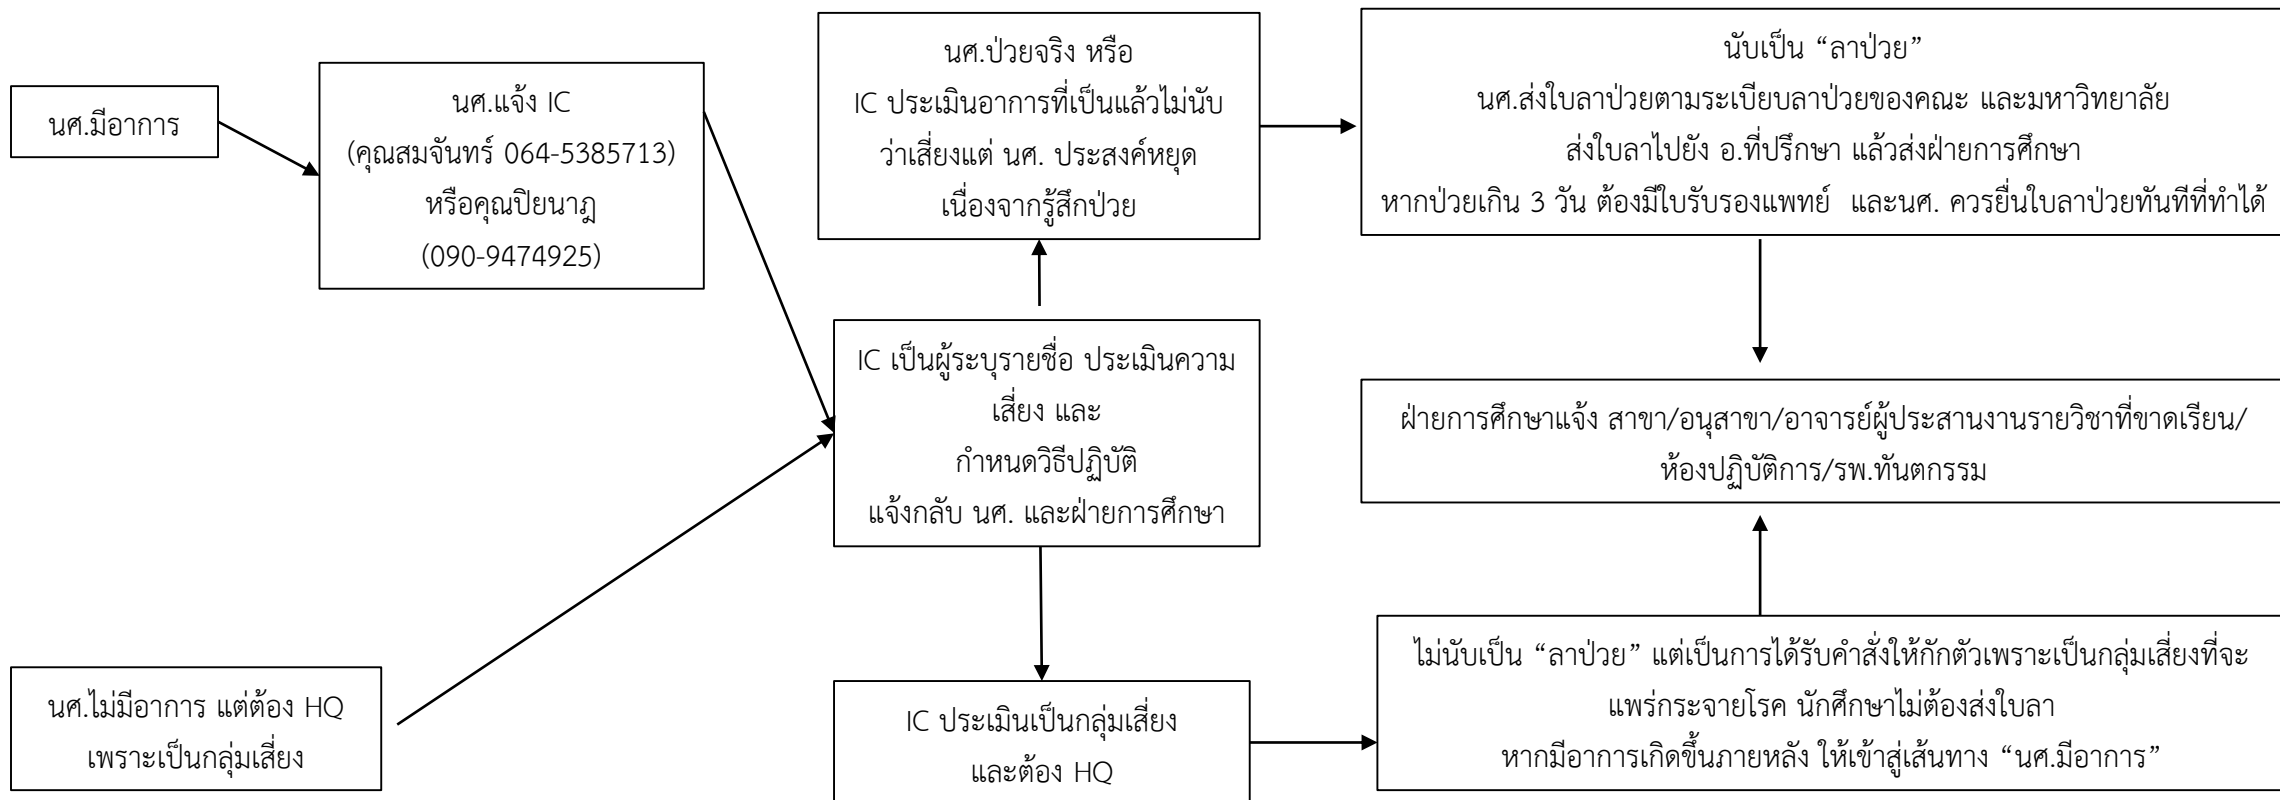 นศ.มีอาการ
นศ.แจ้ง IC
(คุณสมจันทร์ 064-5385713)
หรือคุณปิยนาฎ
(090-9474925)
นศ.ไม่มีอาการ แต่ต้อง HQ
เพราะเป็นกลุ่มเสี่ยง
นศ.ป่วยจริง หรือ
IC ประเมินอาการที่เป็นแล้วไม่นับ
ว่าเสี่ยงแต่ นศ. ประสงค์หยุด
เนื่องจากรู้สึกป่วย
IC เป็นผู้ระบุรายชื่อ ประเมินความ
เสี่ยง และ
กำหนดวิธีปฏิบัติ
แจ้งกลับ นศ. และฝ่ายการศึกษา
IC ประเมินเป็นกลุ่มเสี่ยง
และต้อง HQ
นับเป็น “ลาป่วย”
นศ.ส่งใบลาป่วยตามระเบียบลาป่วยของคณะ และมหาวิทยาลัย
ส่งใบลาไปยัง อ.ที่ปรึกษา แล้วส่งฝ่ายการศึกษา
หากป่วยเกิน 3 วัน ต้องมีใบรับรองแพทย์ และนศ. ควรยื่นใบลาป่วยทันทีที่ทำได้
ฝ่ายการศึกษาแจ้ง สาขา/อนุสาขา/อาจารย์ผู้ประสานงานรายวิชาที่ขาดเรียน/
ห้องปฏิบัติการ/รพ.ทันตกรรม
ไม่นับเป็น “ลาป่วย” แต่เป็นการได้รับคำสั่งให้กักตัวเพราะเป็นกลุ่มเสี่ยงที่จะ
แพร่กระจายโรค นักศึกษาไม่ต้องส่งใบลา
หากมีอาการเกิดขึ้นภายหลัง ให้เข้าสู่เส้นทาง “นศ.มีอาการ”